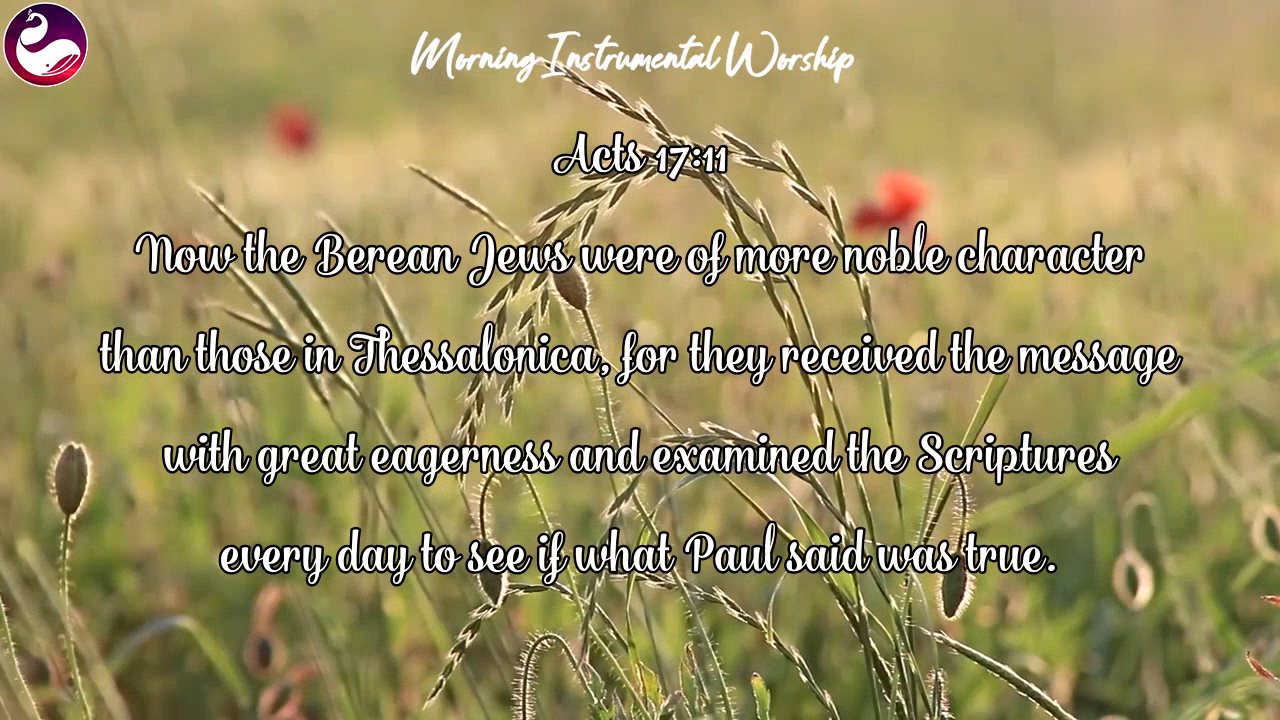 Morning Instrumental Worship
Acts 17:11
Now the Berean Jews were of more noble character
than those in Thessalonica, for they received the message
with great eagerness and examined the Scriptures
every day to see if what Paul said was true.